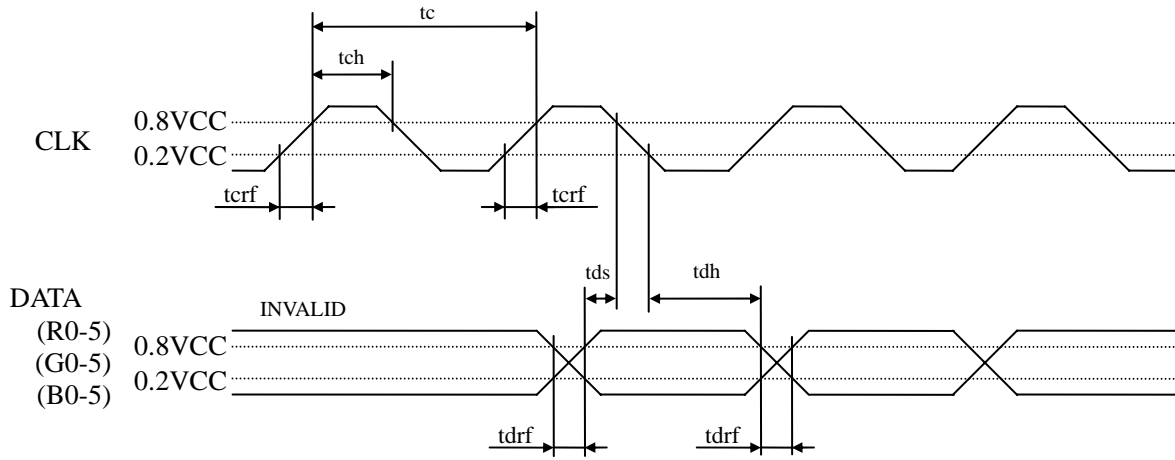 tc
tch
0.8VCC
CLK
0.2VCC
tcrf
tcrf
tds
tdh
DATA
INVALID
(R0-5)
0.8VCC
(G0-5)
0.2VCC
(B0-5)
tdrf
tdrf